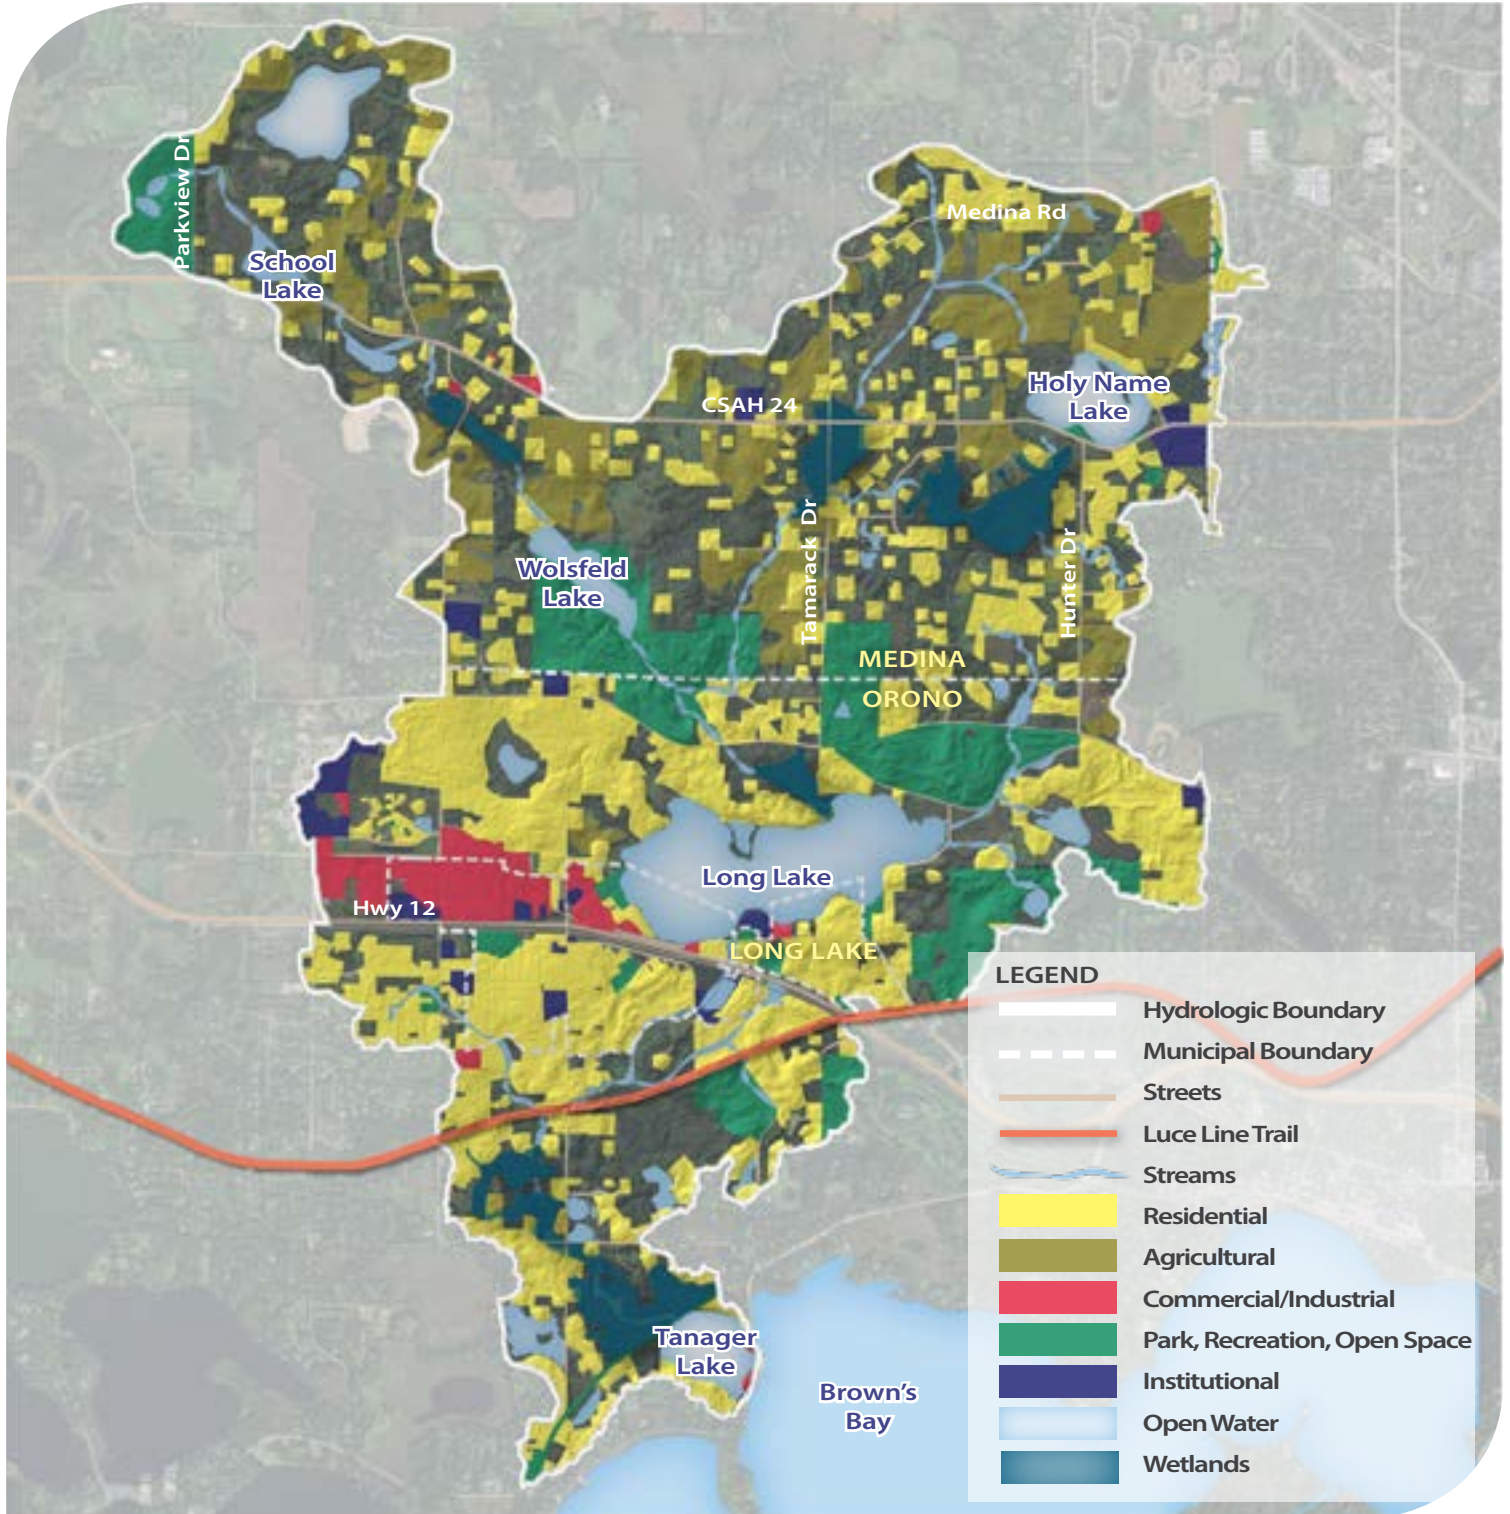 Parkview Dr
School
Lake
Medina Rd
Holy Name
Lake
CSAH 24
Wolsfeld
Lake
Tamarack Dr
Hunter Dr
MEDINA
ORONO
Long Lake
Hwy 12
LONG LAKE
Tanager
Lake
Brown's
Bay
LEGEND
Hydrologic Boundary
Municipal Boundary
Streets
Luce Line Trail
Streams
Residential
Agricultural
Commercial/Industrial
Park, Recreation, Open Space
Institutional
Open Water
Wetlands